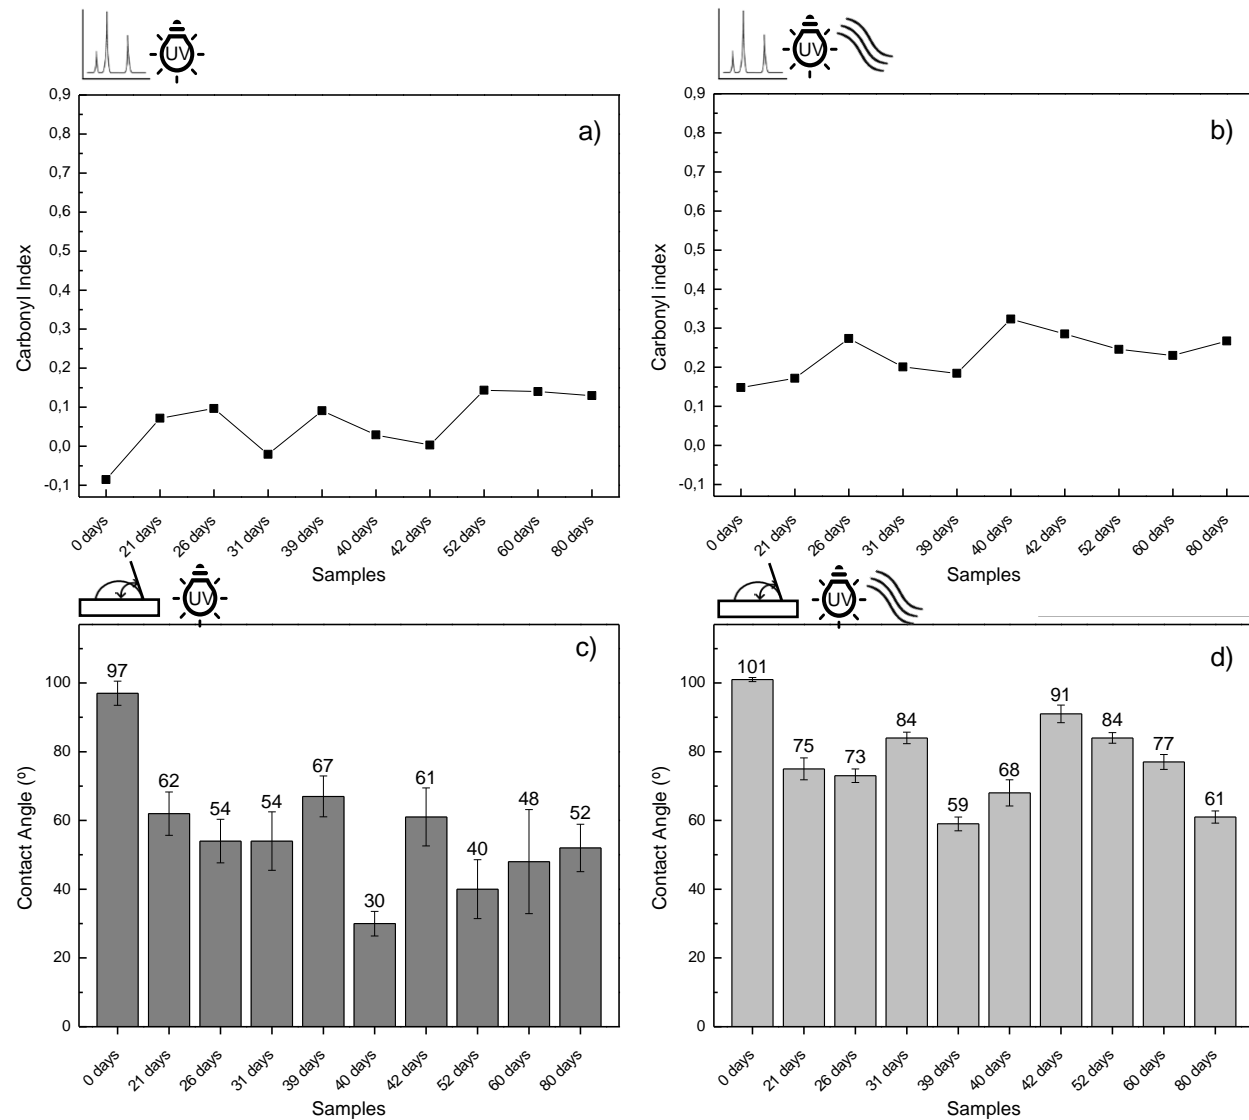 UV
UV
a)
0,9
0,8
0,7
0,6
0,5
0,4
0,3
0,2
0,1
0,0
-0,1
Carbonyl Index
0 days
21 days
26 days
31 days
39 days
40 days
42 days
52 days
60 days
80 days
Samples
b)
0,9
0,8
0,7
0,6
0,5
0,4
0,3
0,2
0,1
0,0
-0,1
Carbonyl index
0 days
21 days
26 days
31 days
39 days
40 days
42 days
52 days
60 days
80 days
Samples
UV
UV
c)
100
80
60
40
20
0
Contact Angle (º)
97
62
54
54
67
30
61
40
48
52
0 days
21 days
26 days
31 days
39 days
40 days
42 days
52 days
60 days
80 days
Samples
d)
100
80
60
40
20
0
Contact Angle (º)
101
75
73
84
59
68
91
84
77
61
0 days
21 days
26 days
31 days
39 days
40 days
42 days
52 days
60 days
80 days
Samples